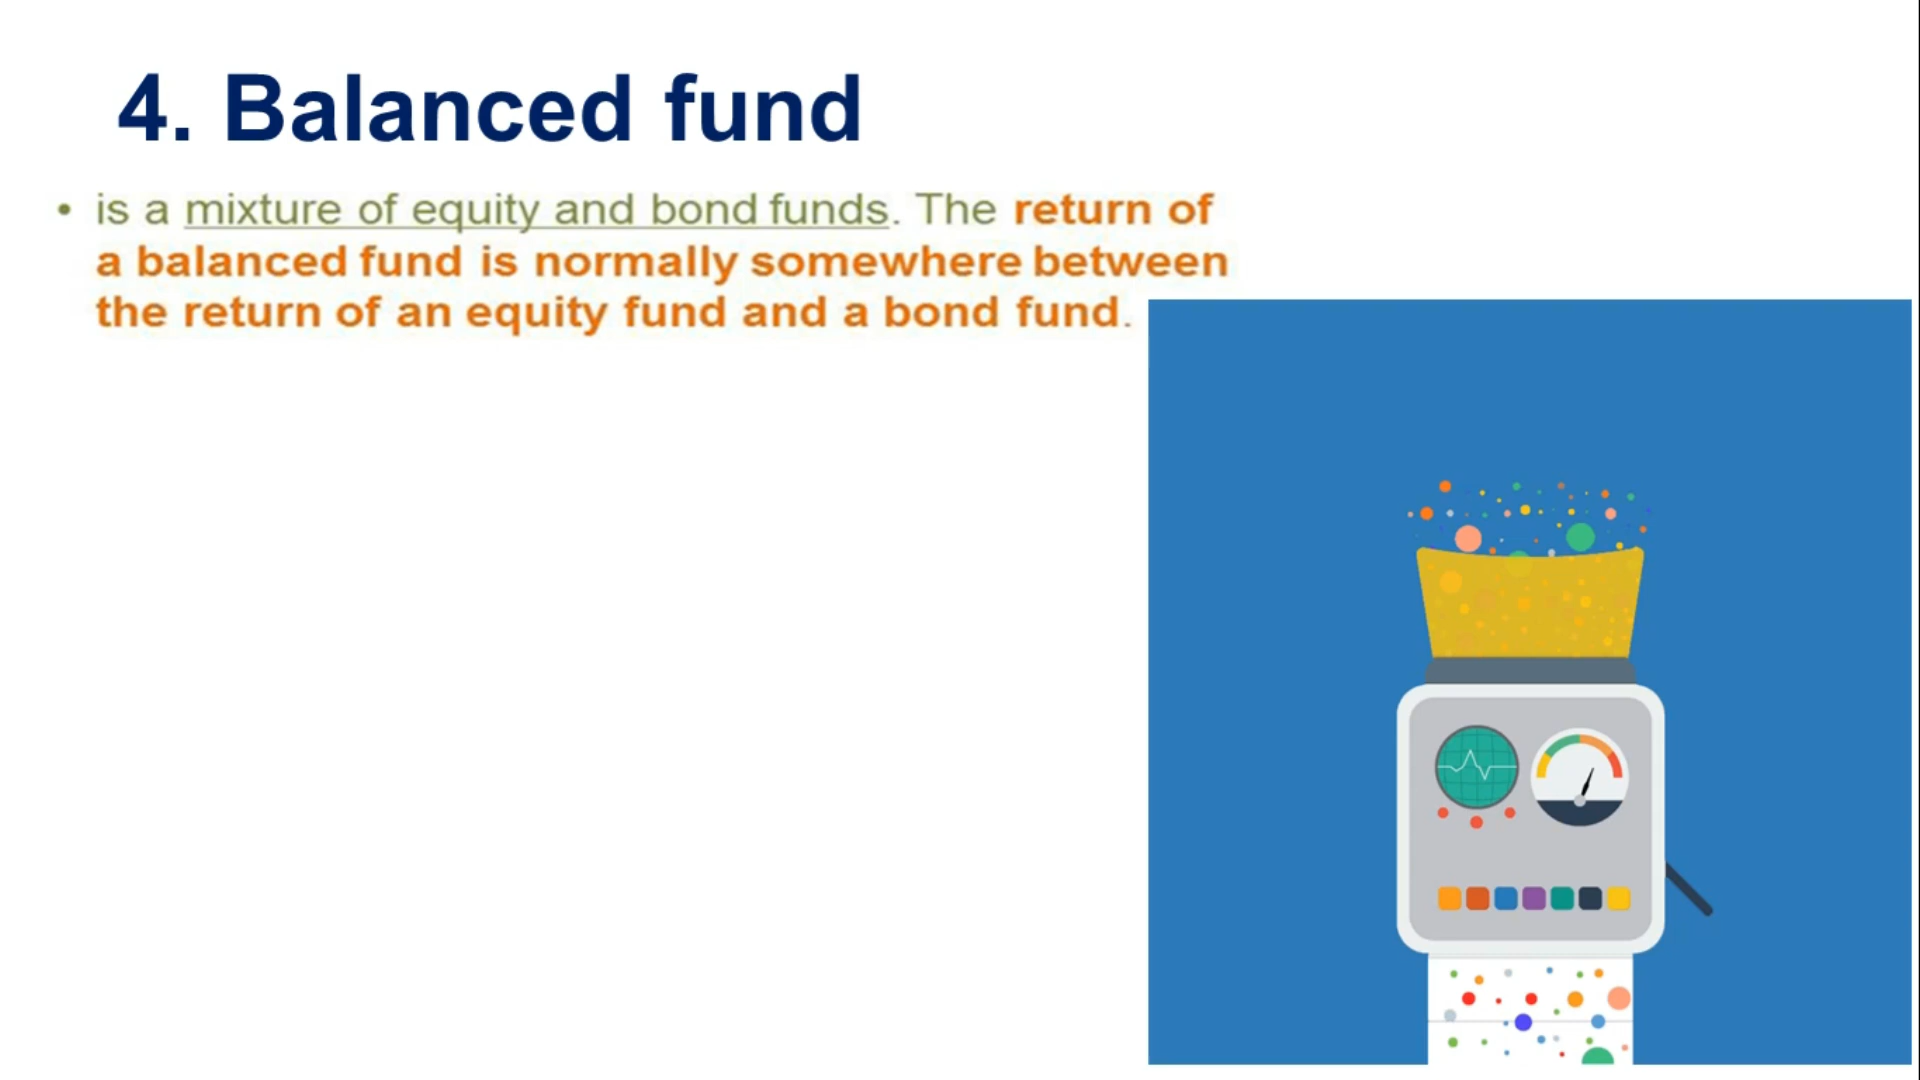 4. Balanced fund
• is a mixture of equity and bond funds. The return of
a balanced fund is normally somewhere between
the return of an equity fund and a bond fund.